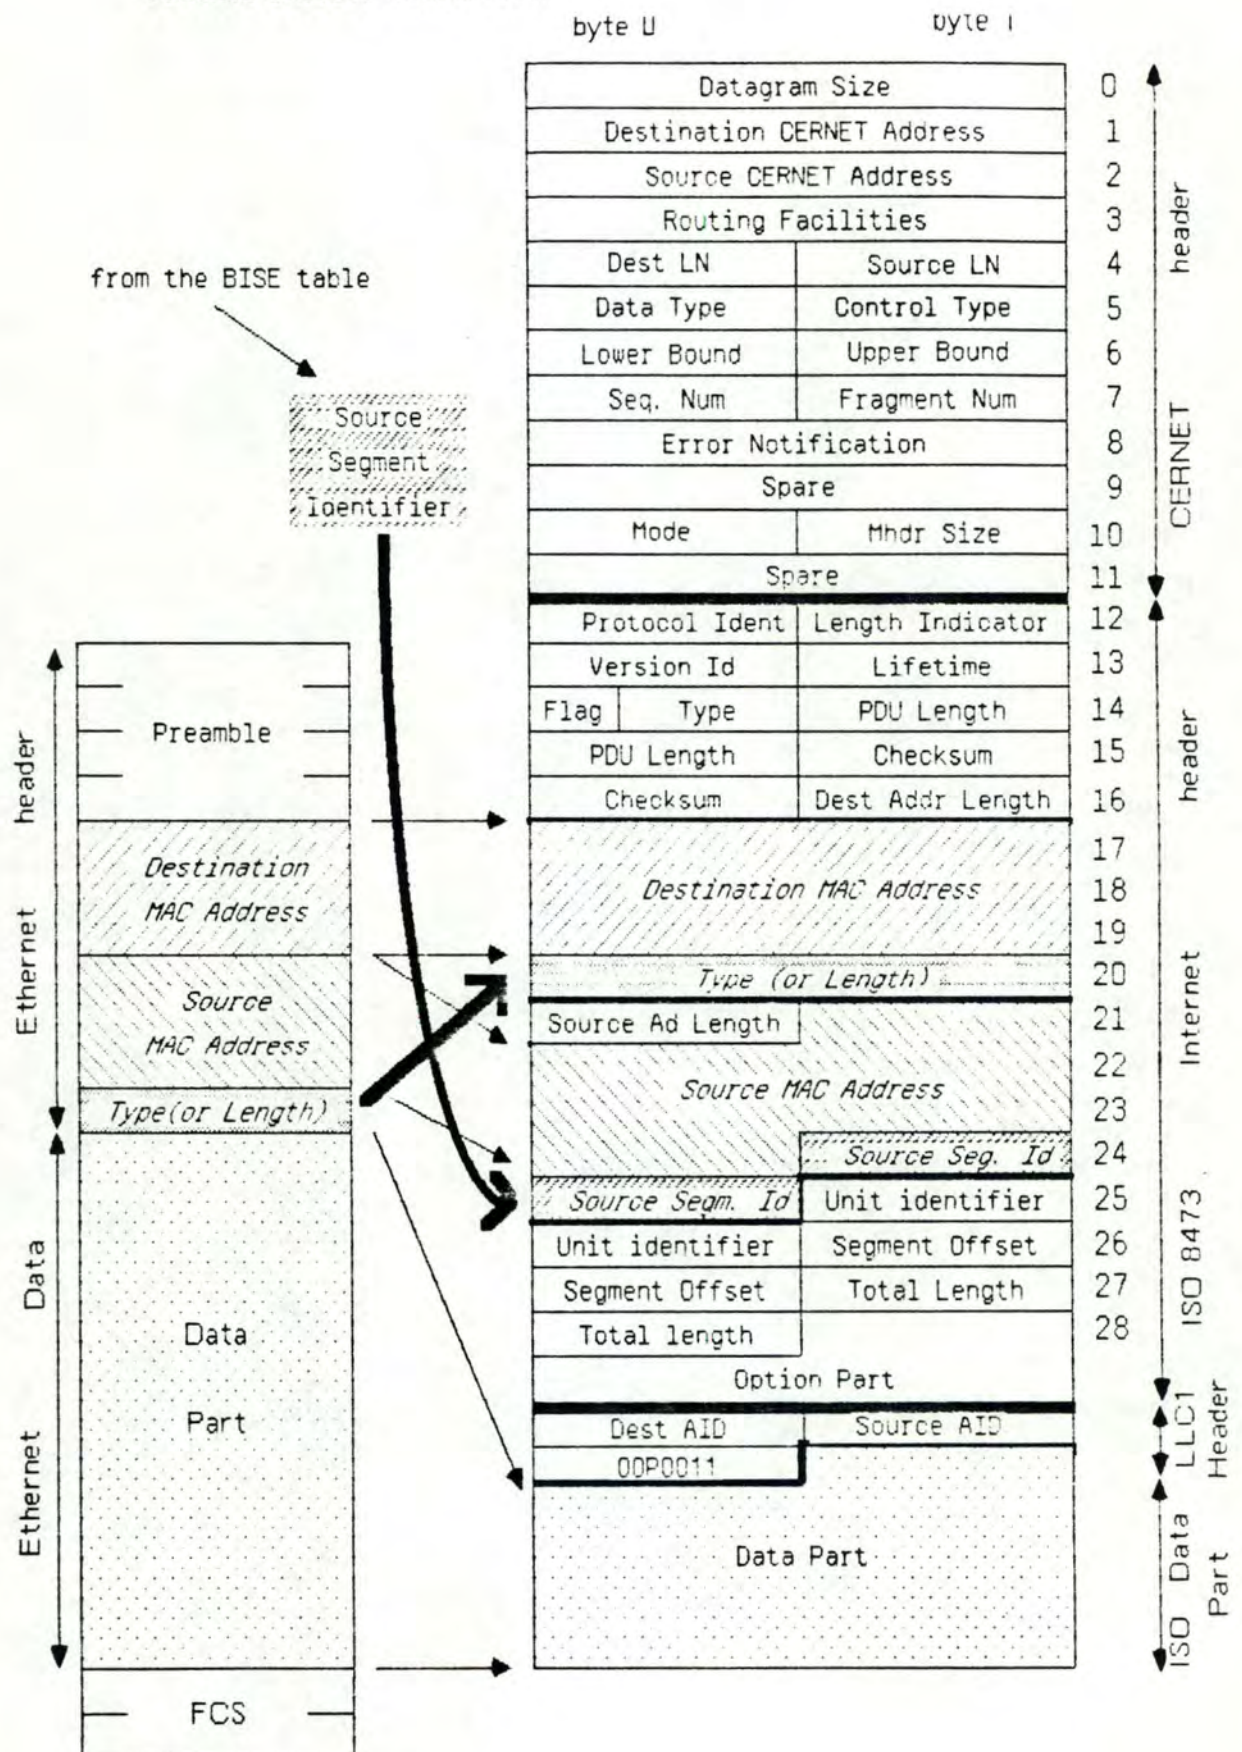 byte 0 byte 1
Datagram Size 0
Destination CERNET Address 1
Source CERNET Address 2
Routing Facilities 3
Dest LN Source LN 4
Data Type Control Type 5
Lower Bound Upper Bound 6
Seq. Num Fragment Num 7
Error Notification 8
Spare 9
Mode Mhdr Size 10
Spare 11
CERNET header
from the BISE table
Source
Segment
Identifier
Protocol Ident Length Indicator 12
Version Id Lifetime 13
Flag Type PDU Length 14
PDU Length Checksum 15
Checksum Dest Addr Length 16
17
Destination MAC Address 18
19
Type (or Length) 20
Source Ad Length 21
22
Source MAC Address
23
Source Seg. Id 24
Source Segm. Id Unit identifier 25
Unit identifier Segment Offset 26
Segment Offset Total Length 27
Total length 28
Option Part
ISO 8473 Internet header
Dest AID Source AID
00P0011
LLC1
Header
Data Part
ISO Data
Part
Ethernet header
Preamble
Destination
MAC Address
Source
MAC Address
Type(or Length)
Ethernet Data
Data
Part
FCS